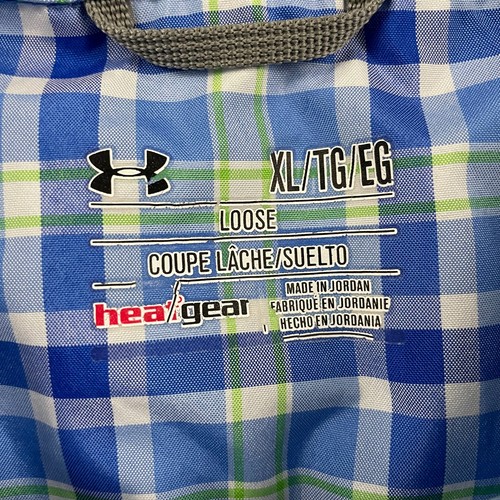 XL/TG/EG
LOOSE
COUPE LÂCHE/SUELTO
heatgear
MADE IN JORDAN
FABRIQUÉ EN JORDANIE
HECHO EN JORDANIA